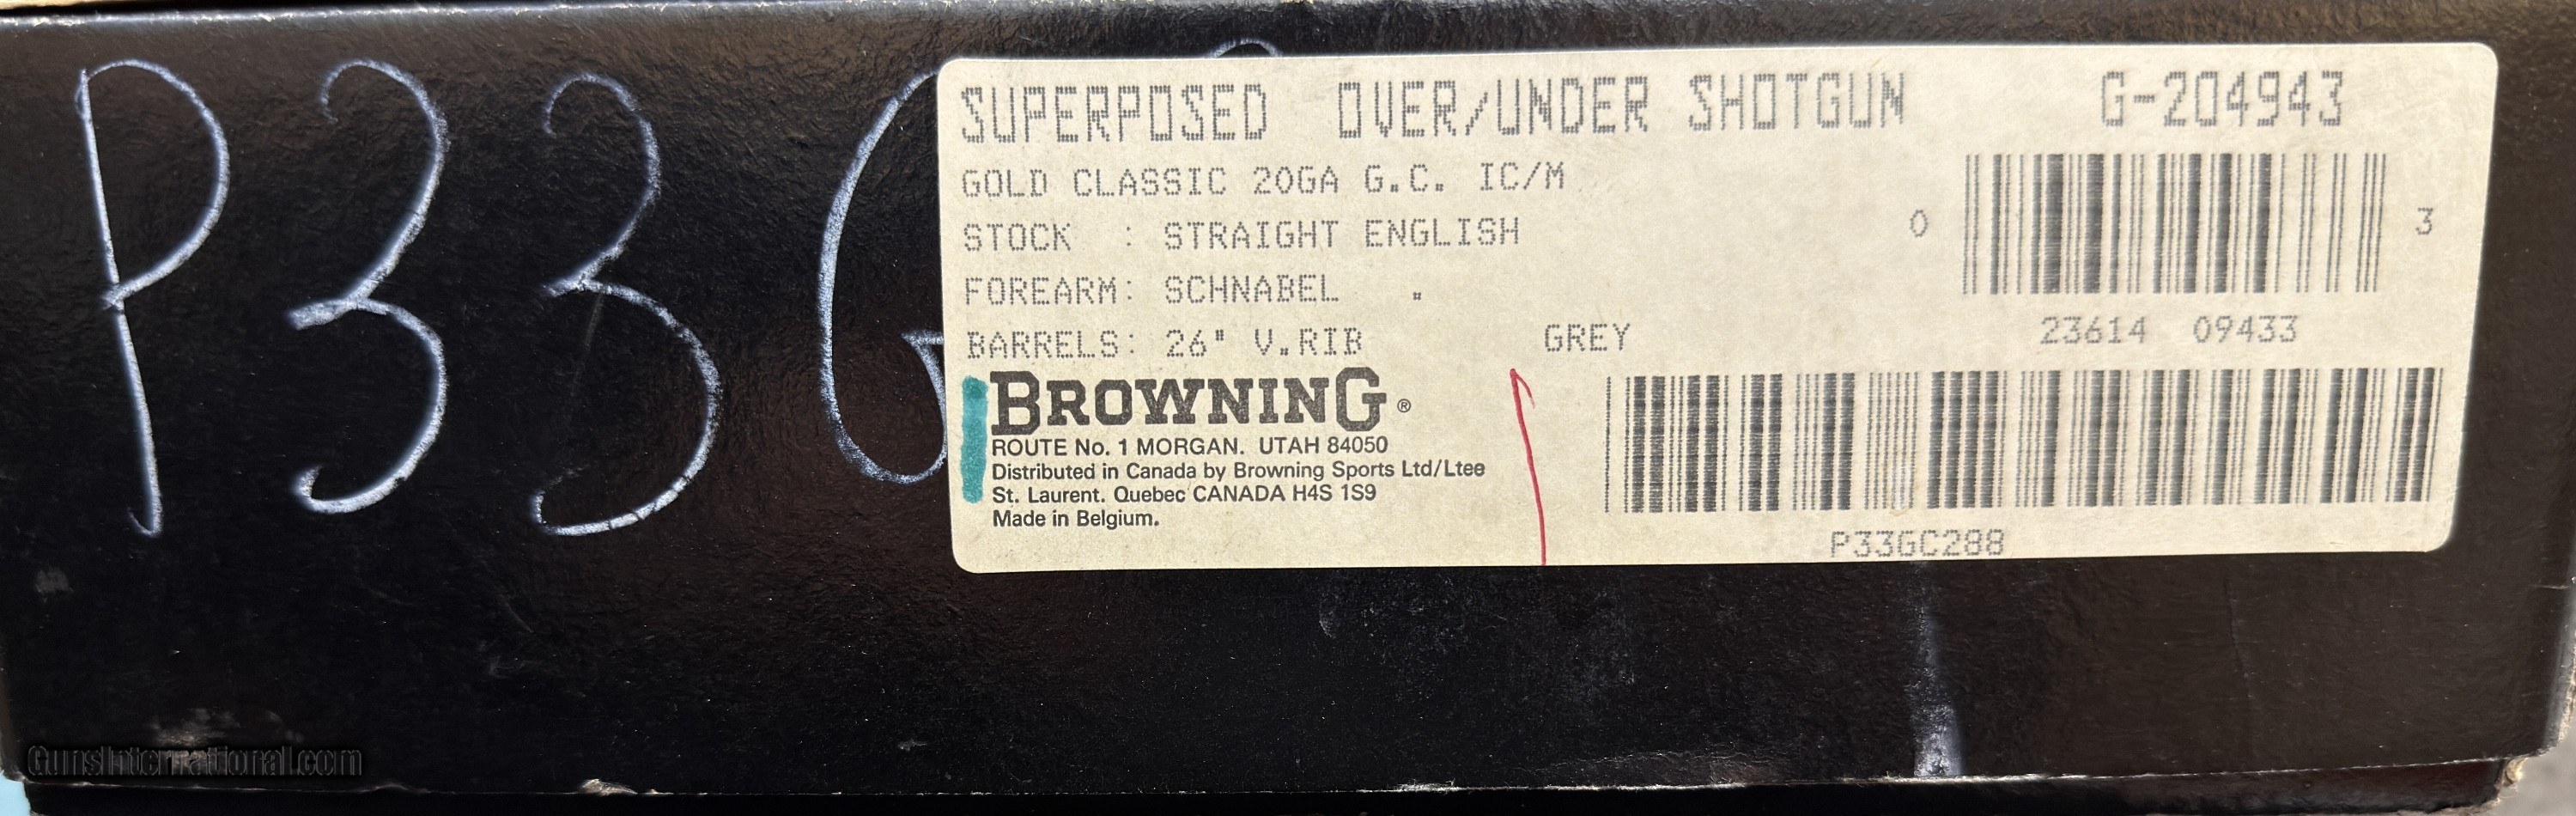 P33G
SUPERPOSED OVER/UNDER SHOTGUN G-204943
GOLD CLASSIC 20GA G.C. IC/M
STOCK : STRAIGHT ENGLISH
0 3
FOREARM: SCHNABEL .
23614 09433
BARRELS: 26" V.RIB GREY
BROWNING®
ROUTE No. 1 MORGAN. UTAH 84050
Distributed in Canada by Browning Sports Ltd/Ltee
St. Laurent. Quebec CANADA H4S 1S9
Made in Belgium.
P33GC288
GunsInternational.com